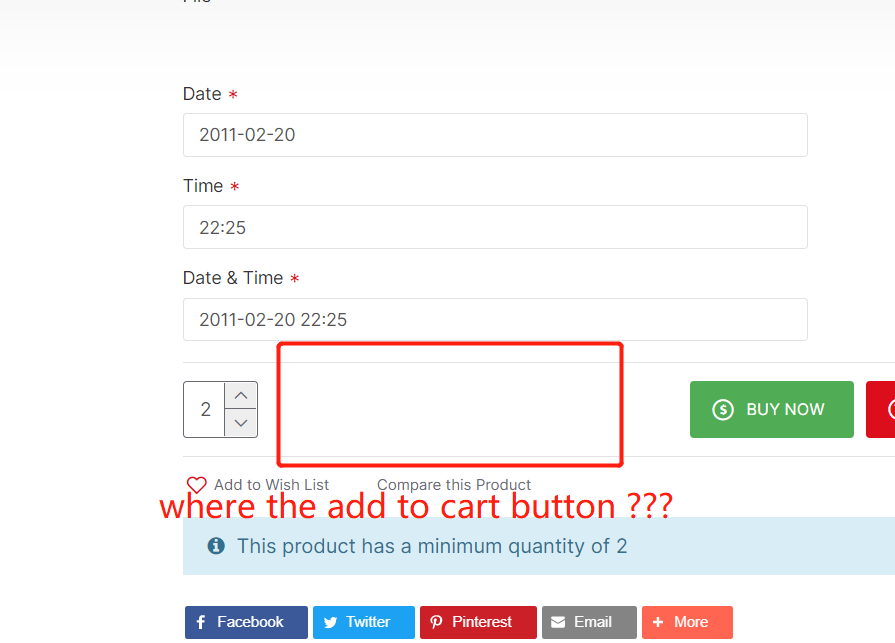 Date *
2011-02-20
Time *
22:25
Date & Time *
2011-02-20 22:25
2
BUY NOW
Add to Wish List Compare this Product
where the add to cart button ???
This product has a minimum quantity of 2
Facebook Twitter Pinterest Email More